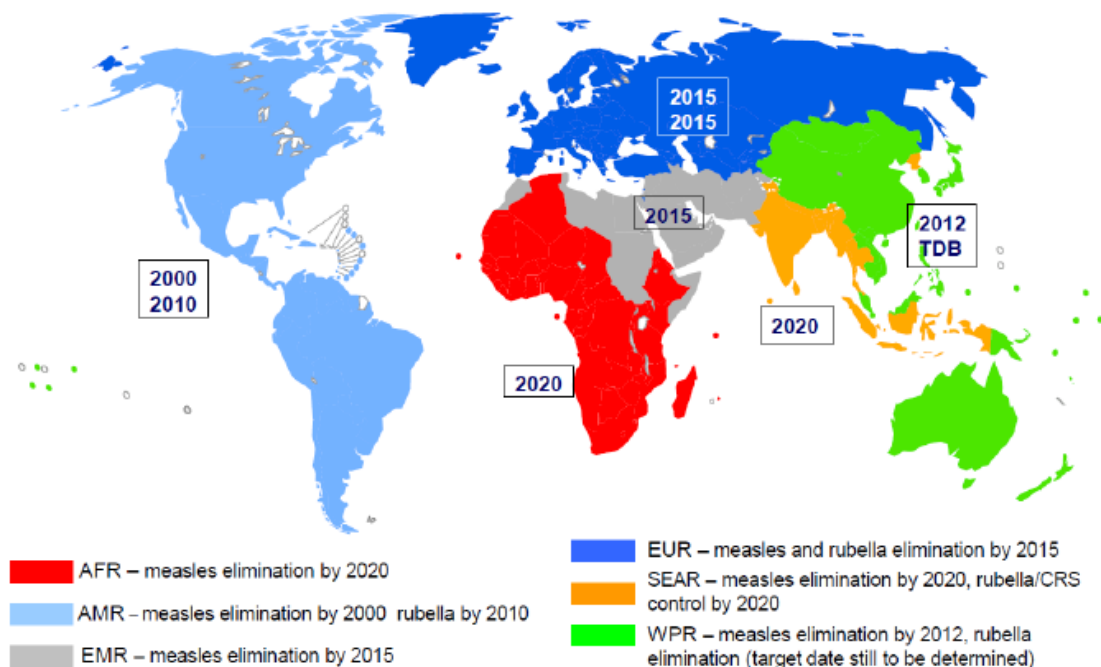 2015
2015
2015
2012
TDB
2000
2010
2020
2020
AFR – measles elimination by 2020
AMR – measles elimination by 2000 rubella by 2010
EMR – measles elimination by 2015
EUR – measles and rubella elimination by 2015
SEAR – measles elimination by 2020, rubella/CRS
control by 2020
WPR – measles elimination by 2012, rubella
elimination (target date still to be determined)